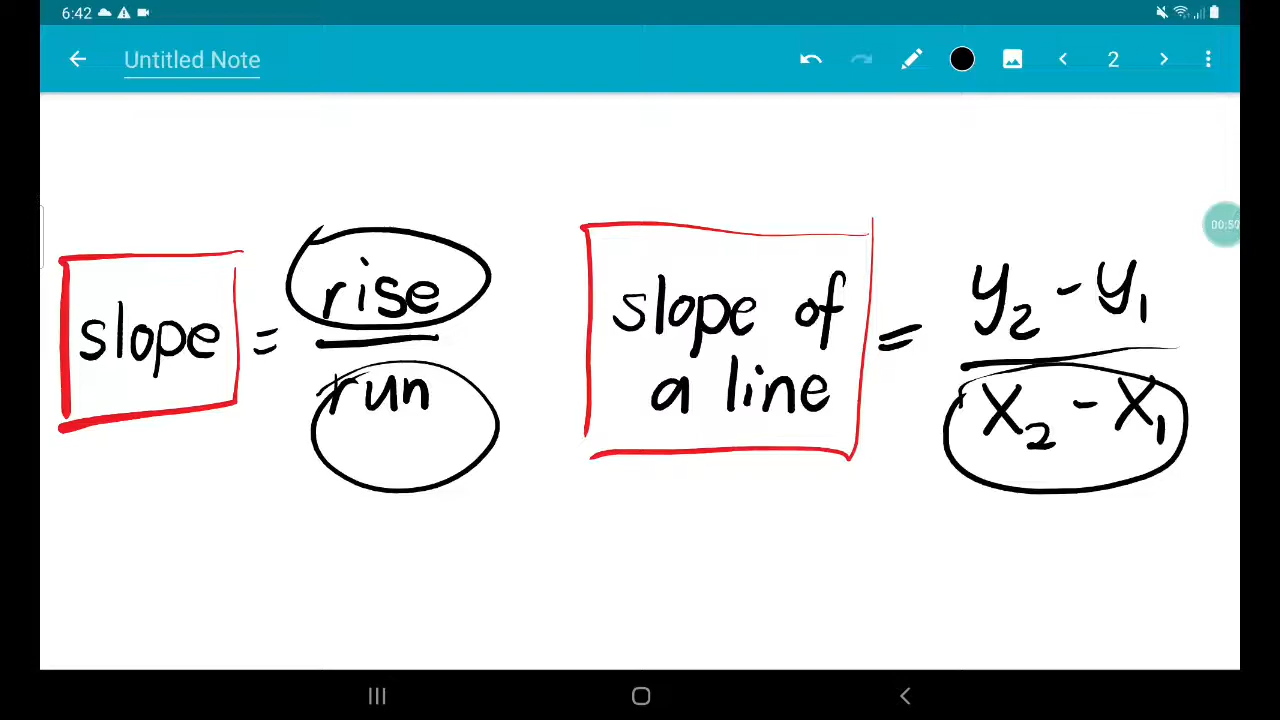 6:42
Untitled Note
2
slope = rise
run
slope of
a line
= y₂ - y₁
x₂ - x₁